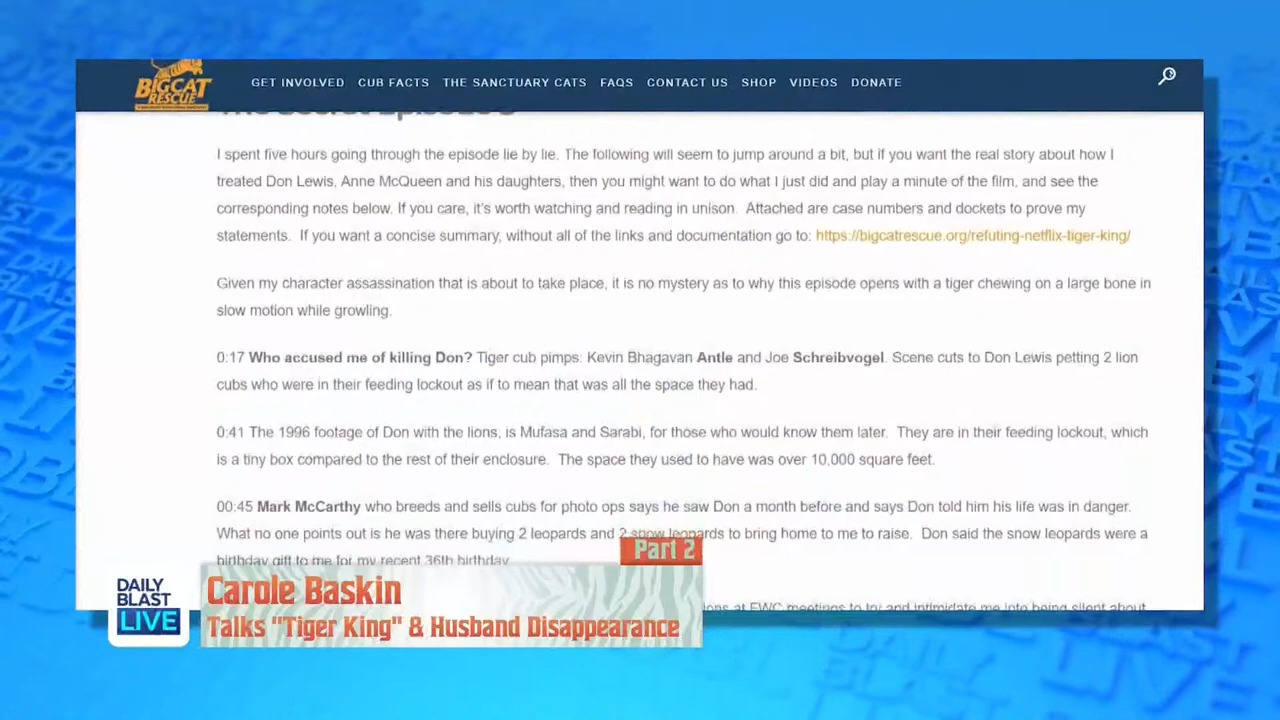 BIGCAT
RESCUE
GET INVOLVED CUB FACTS THE SANCTUARY CATS FAQS CONTACT US SHOP VIDEOS DONATE
I spent five hours going through the episode lie by lie. The following will seem to jump around a bit, but if you want the real story about how I
treated Don Lewis, Anne McQueen and his daughters, then you might want to do what I just did and play a minute of the film, and see the
corresponding notes below. If you care, it's worth watching and reading in unison. Attached are case numbers and dockets to prove my
statements. If you want a concise summary, without all of the links and documentation go to: https://bigcatrescue.org/refuting-netflix-tiger-king/
Given my character assassination that is about to take place, it is no mystery as to why this episode opens with a tiger chewing on a large bone in
slow motion while growling.
0:17 Who accused me of killing Don? Tiger cub pimps: Kevin Bhagavan Antle and Joe Schreibvogel. Scene cuts to Don Lewis petting 2 lion
cubs who were in their feeding lockout as if to mean that was all the space they had.
0:41 The 1996 footage of Don with the lions, is Mufasa and Sarabi, for those who would know them later. They are in their feeding lockout, which
is a tiny box compared to the rest of their enclosure. The space they used to have was over 10,000 square feet.
00:45 Mark McCarthy who breeds and sells cubs for photo ops says he saw Don a month before and says Don told him his life was in danger.
What no one points out is he was there buying 2 leopards and 2 snow leopards to bring home to me to raise. Don said the snow leopards were a
birthday gift to me for my recent 36th birthday
at FWC meetings to try and intimidate me into being silent about
Part 2
DAILY
BLAST
LIVE
Carole Baskin
Talks "Tiger King" & Husband Disappearance